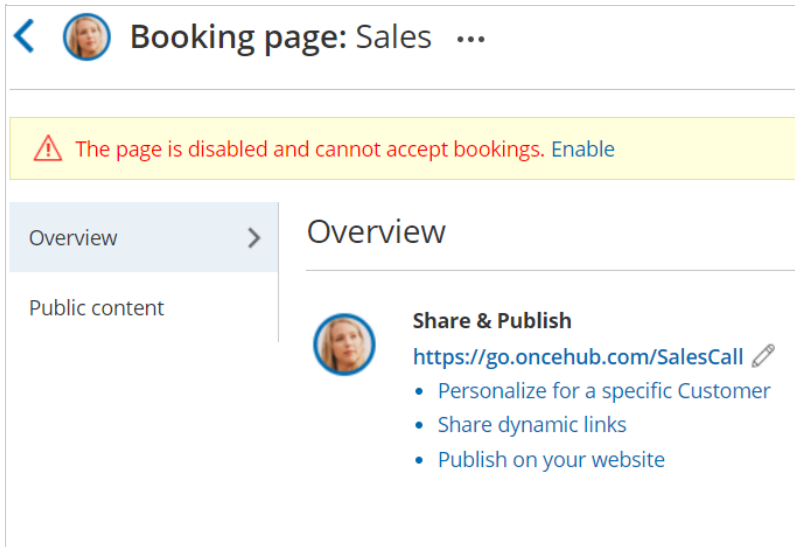 Booking page: Sales
The page is disabled and cannot accept bookings. Enable
Overview
Public content
Overview
Share & Publish
https://go.oncehub.com/SalesCall
• Personalize for a specific Customer
• Share dynamic links
• Publish on your website